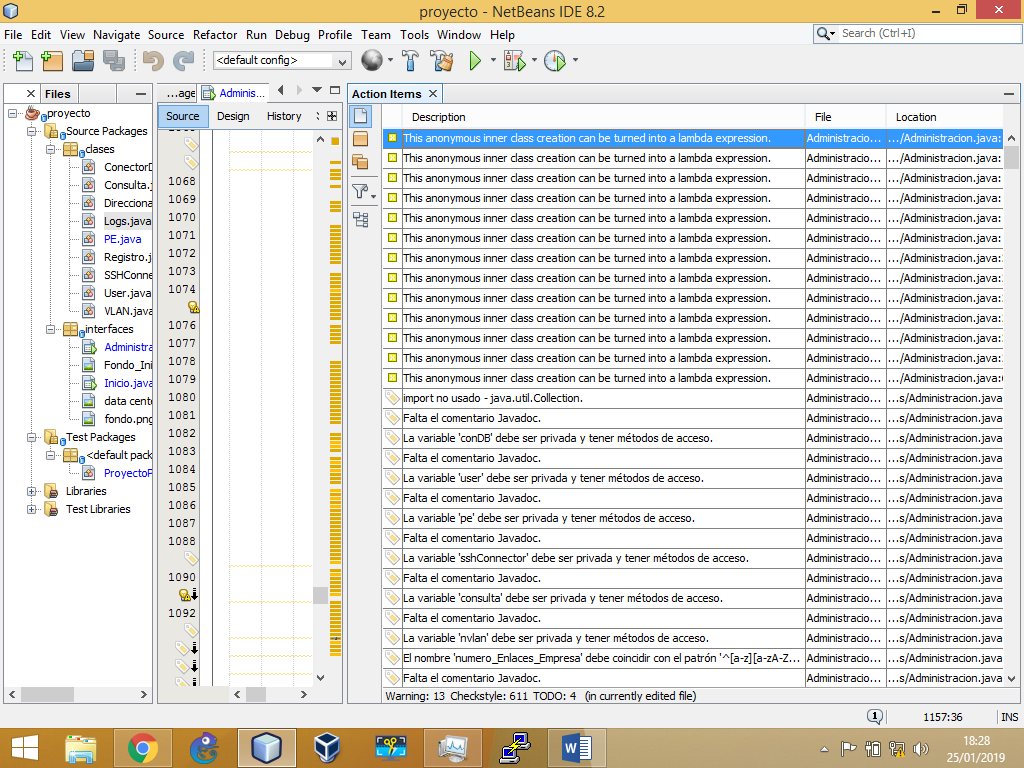 proyecto - NetBeans IDE 8.2
File Edit View Navigate Source Refactor Run Debug Profile Team Tools Window Help
Search (Ctrl+I)
<default config>
Files
...age
Adminis...
Action Items
Source Design History
Description File Location
proyecto
Source Packages
clases
ConectorD
Consulta.j
Direcciona
Logs.java
PE.java
Registro.j
SSHConne
User.java
VLAN.java
interfaces
Administra
Fondo_Ini
Inicio.java
data cente
fondo.png
Test Packages
<default pack
ProyectoP
Libraries
Test Libraries
1068
1069
1070
1071
1072
1073
1074
1076
1077
1078
1079
1080
1081
1082
1083
1084
1085
1086
1087
1088
1090
1092
This anonymous inner class creation can be turned into a lambda expression. Administracio... .../Administracion.java:
This anonymous inner class creation can be turned into a lambda expression. Administracio... .../Administracion.java:
This anonymous inner class creation can be turned into a lambda expression. Administracio... .../Administracion.java:
This anonymous inner class creation can be turned into a lambda expression. Administracio... .../Administracion.java:
This anonymous inner class creation can be turned into a lambda expression. Administracio... .../Administracion.java:
This anonymous inner class creation can be turned into a lambda expression. Administracio... .../Administracion.java:
This anonymous inner class creation can be turned into a lambda expression. Administracio... .../Administracion.java:
This anonymous inner class creation can be turned into a lambda expression. Administracio... .../Administracion.java:
This anonymous inner class creation can be turned into a lambda expression. Administracio... .../Administracion.java:
This anonymous inner class creation can be turned into a lambda expression. Administracio... .../Administracion.java:
This anonymous inner class creation can be turned into a lambda expression. Administracio... .../Administracion.java:
This anonymous inner class creation can be turned into a lambda expression. Administracio... .../Administracion.java:
This anonymous inner class creation can be turned into a lambda expression. Administracio... .../Administracion.java:
import no usado - java.util.Collection. Administracio... ...s/Administracion.java
Falta el comentario Javadoc. Administracio... ...s/Administracion.java
La variable 'conDB' debe ser privada y tener métodos de acceso. Administracio... ...s/Administracion.java
Falta el comentario Javadoc. Administracio... ...s/Administracion.java
La variable 'user' debe ser privada y tener métodos de acceso. Administracio... ...s/Administracion.java
Falta el comentario Javadoc. Administracio... ...s/Administracion.java
La variable 'pe' debe ser privada y tener métodos de acceso. Administracio... ...s/Administracion.java
Falta el comentario Javadoc. Administracio... ...s/Administracion.java
La variable 'sshConnector' debe ser privada y tener métodos de acceso. Administracio... ...s/Administracion.java
Falta el comentario Javadoc. Administracio... ...s/Administracion.java
La variable 'consulta' debe ser privada y tener métodos de acceso. Administracio... ...s/Administracion.java
Falta el comentario Javadoc. Administracio... ...s/Administracion.java
La variable 'nvlan' debe ser privada y tener métodos de acceso. Administracio... ...s/Administracion.java
El nombre 'numero_Enlaces_Empresa' debe coincidir con el patrón '^[a-z][a-zA-Z... Administracio... ...s/Administracion.java
Falta el comentario Javadoc. Administracio... ...s/Administracion.java
Warning: 13 Checkstyle: 611 TODO: 4 (in currently edited file)
1
1157:36
INS
18:28
25/01/2019